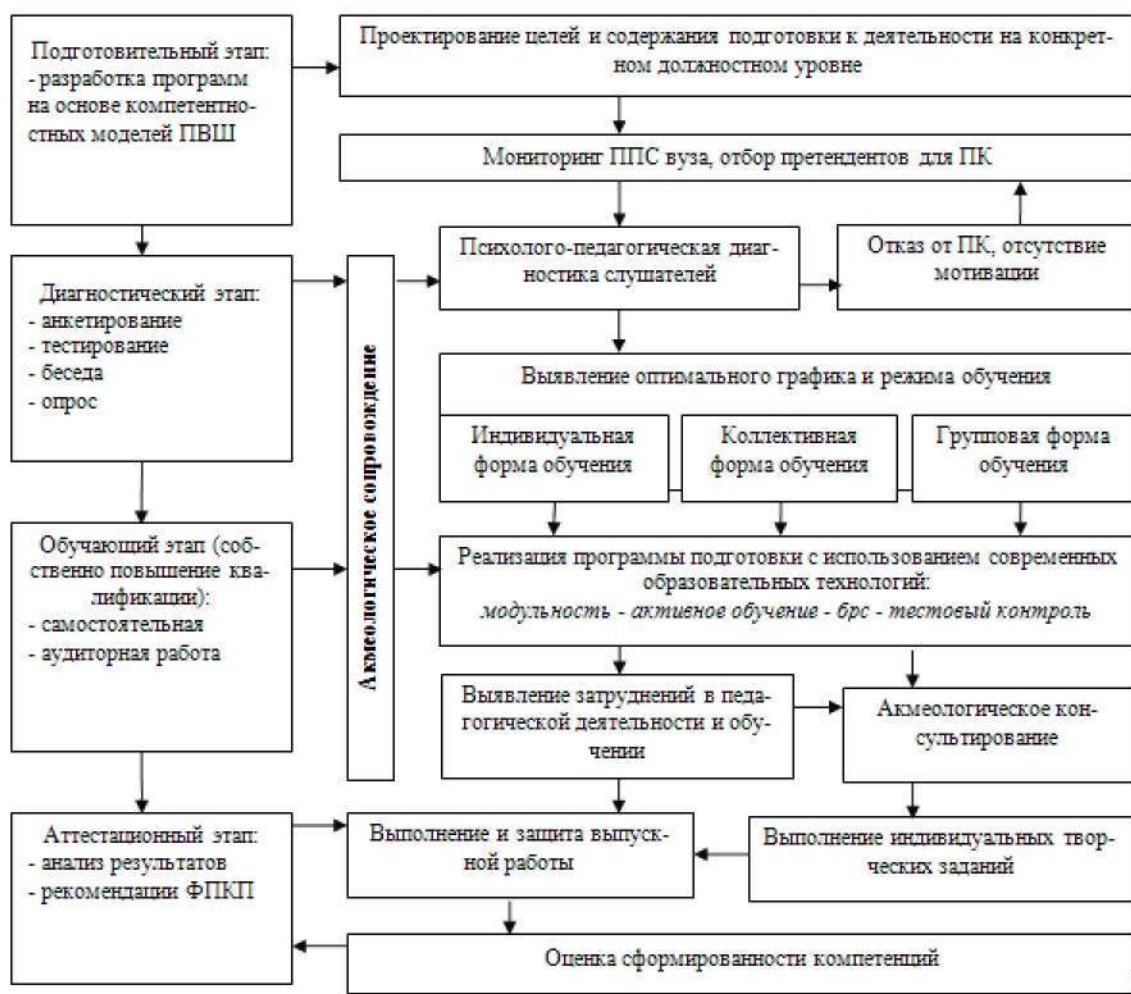 Подготовительный этап:
- разработка программ
на основе компетентно-
стных моделей ПВШ
Проектирование целей и содержания подготовки к деятельности на конкрет-
ном должностном уровне
Мониторинг ППС вуза, отбор претендентов для ПК
Психолого-педагогическая диаг-
ностика слушателей
Отказ от ПК, отсутствие
мотивации
Диагностический этап:
- анкетирование
- тестирование
- беседа
- опрос
Акмеологическое сопровождение
Выявление оптимального графика и режима обучения
Индивидуальная
форма обучения
Коллективная
форма обучения
Групповая форма
обучения
Обучающий этап (соб-
ственно повышение ква-
лификации):
- самостоятельная
- аудиторная работа
Реализация программы подготовки с использованием современных
образовательных технологий:
модульность - активное обучение - брс - тестовый контроль
Выявление затруднений в педа-
гогической деятельности и обу-
чении
Акмеологическое кон-
сультирование
Аттестационный этап:
- анализ результатов
- рекомендации ФПКП
Выполнение и защита выпуск-
ной работы
Выполнение индивидуальных твор-
ческих заданий
Оценка сформированности компетенций